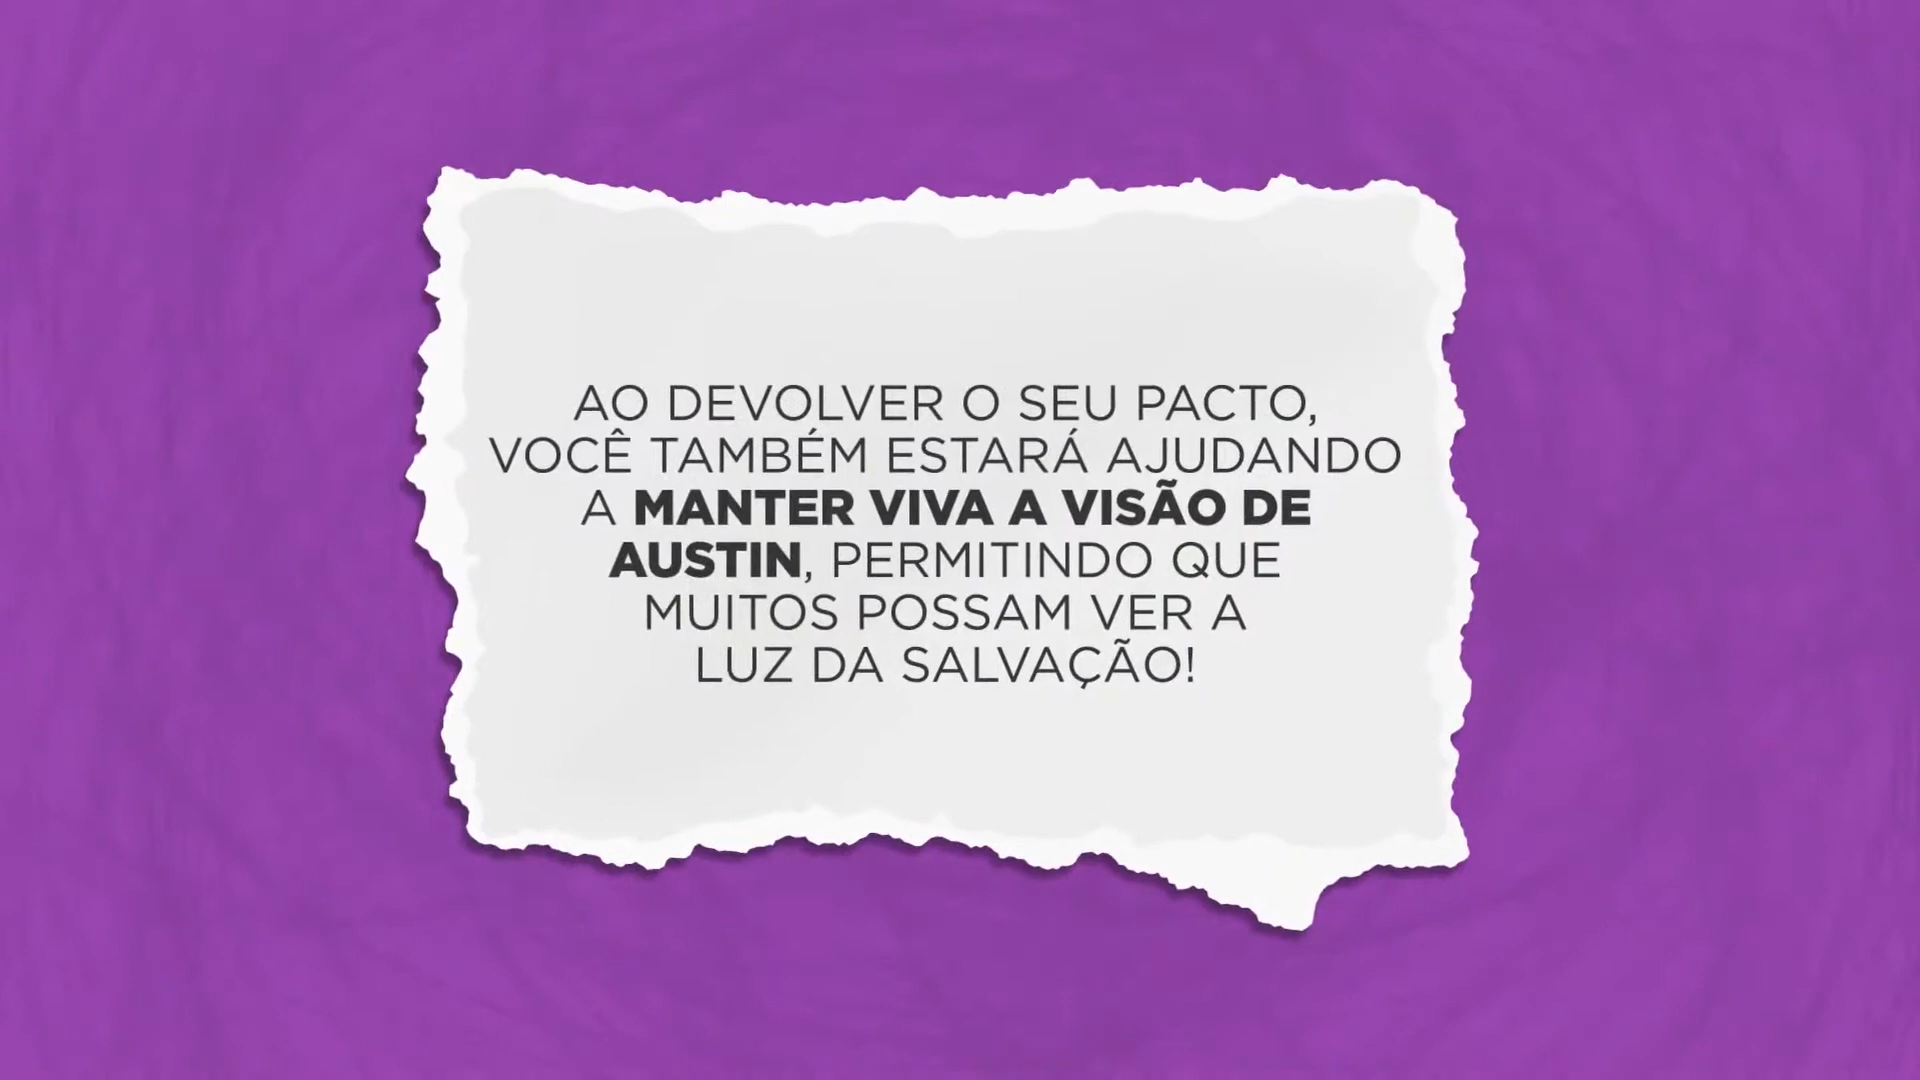 AO DEVOLVER O SEU PACTO,
VOCÊ TAMBÉM ESTARÁ AJUDANDO
A MANTER VIVA A VISÃO DE
AUSTIN, PERMITINDO QUE
MUITOS POSSAM VER A
LUZ DA SALVAÇÃO!